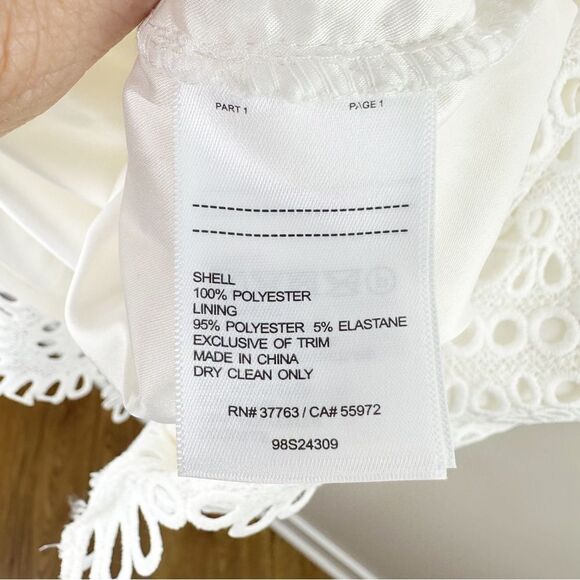 PART 1 PAGE 1
SHELL
100% POLYESTER
LINING
95% POLYESTER 5% ELASTANE
EXCLUSIVE OF TRIM
MADE IN CHINA
DRY CLEAN ONLY
RN# 37763 / CA# 55972
98S24309